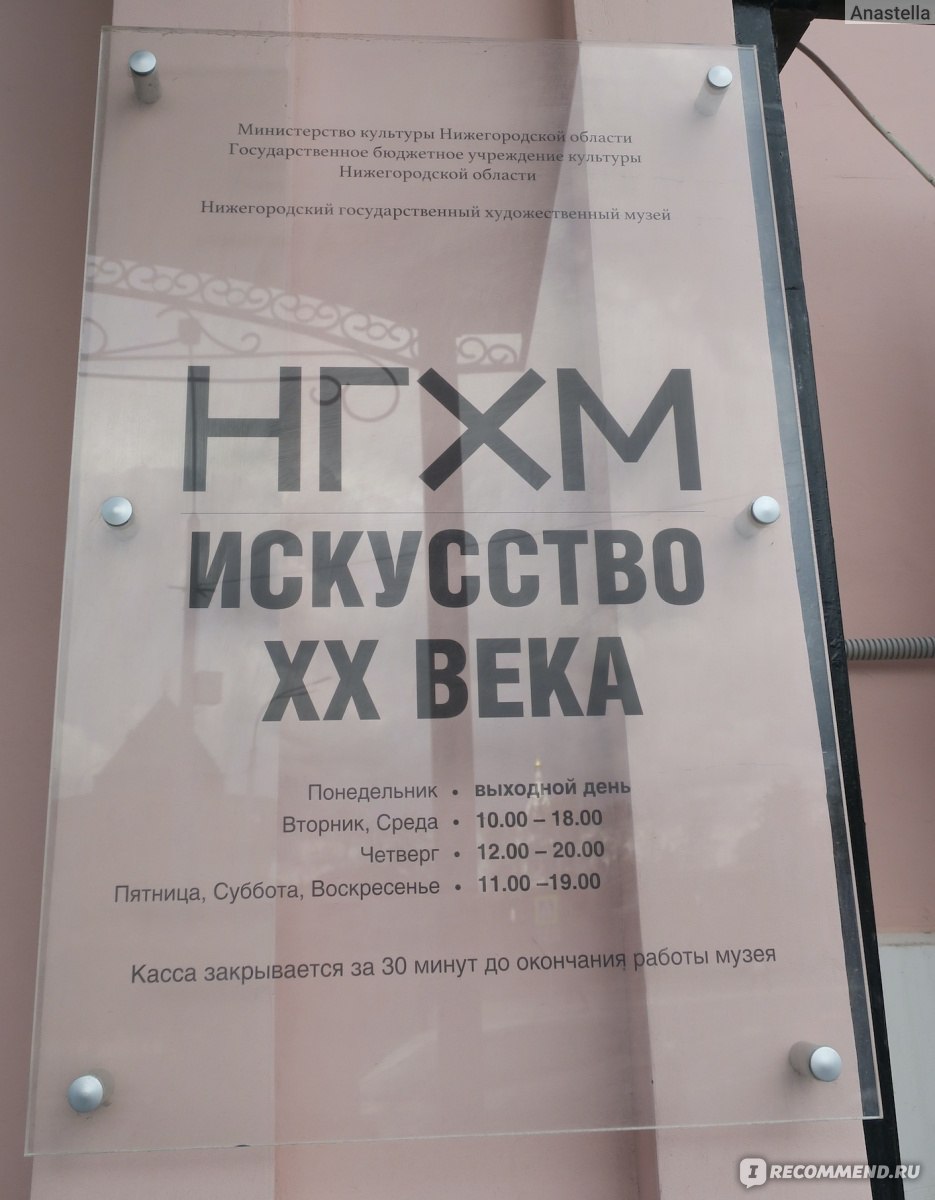 Anastella
Министерство культуры Нижегородской области
Государственное бюджетное учреждение культуры
Нижегородской области
Нижегородский государственный художественный музей
НГХМ
ИСКУССТВО
XX ВЕКА
Понедельник • выходной день
Вторник, Среда • 10.00 – 18.00
Четверг • 12.00 – 20.00
Пятница, Суббота, Воскресенье • 11.00 –19.00
Касса закрывается за 30 минут до окончания работы музея
I RECOMMEND.RU